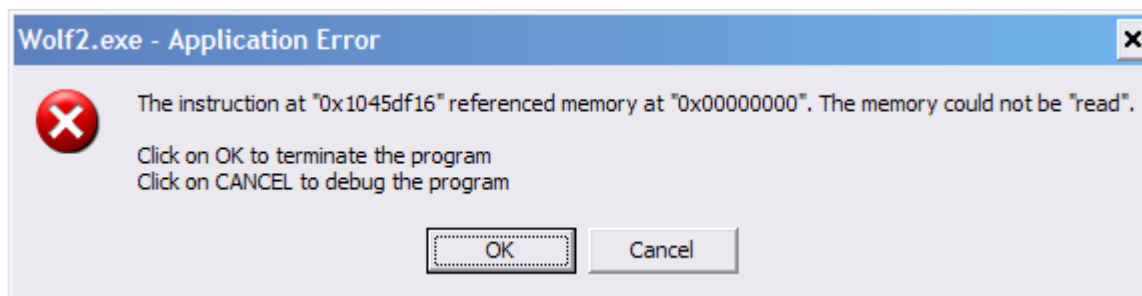 Wolf2.exe - Application Error
The instruction at "0x1045df16" referenced memory at "0x00000000". The memory could not be "read".
Click on OK to terminate the program
Click on CANCEL to debug the program
OK
Cancel